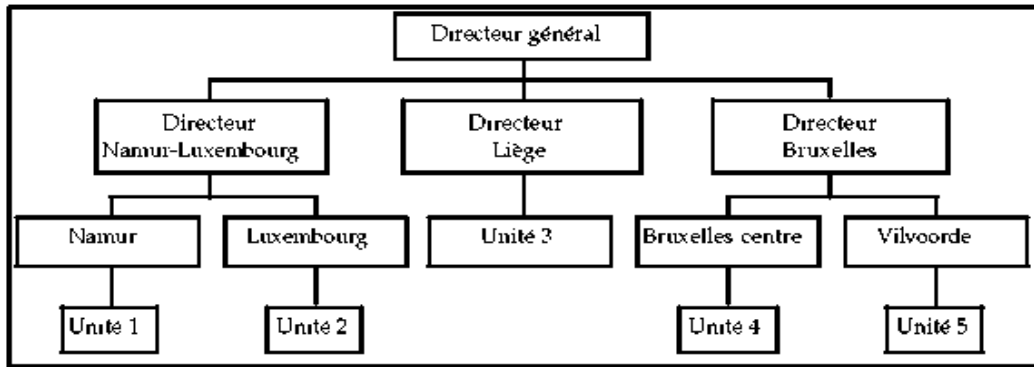 Directeur général
Directeur
Namur-Luxembourg
Directeur
Liège
Directeur
Bruxelles
Namur
Luxembourg
Unité 3
Bruxelles centre
Vilvoorde
Unité 1
Unité 2
Unité 4
Unité 5